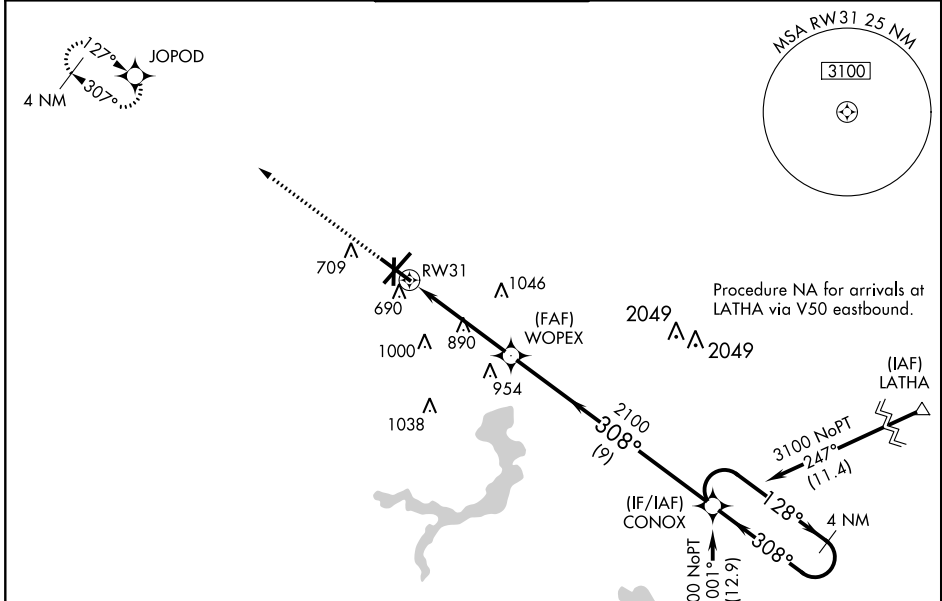 127°
JOPOD
307°
4 NM
MSA RW31 25 NM
3100
709
RW31
690
1046
Procedure NA for arrivals at
LATHA via V50 eastbound.
(FAF)
WOPEX
890
1000
954
2049
2049
(IAF)
LATHA
1038
2100
308°
(9)
3100 NoPT
247°
(11.4)
(IF/IAF)
CONOX
128°
4 NM
308°
00 NoPT
001°
(12.9)